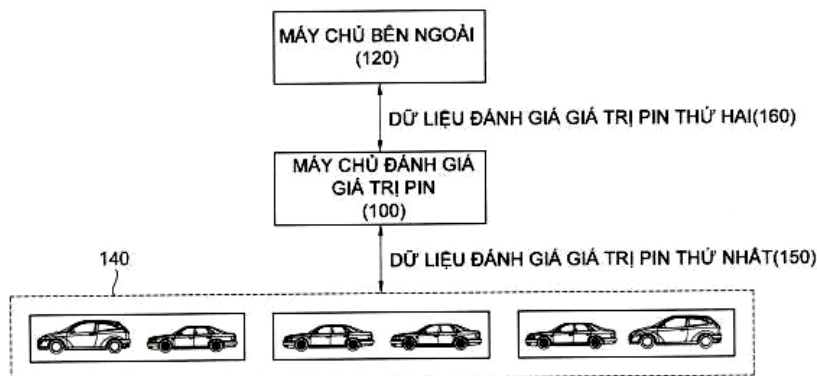 MÁY CHỦ BÊN NGOÀI
(120)
DỮ LIỆU ĐÁNH GIÁ GIÁ TRỊ PIN THỨ HAI(160)
MÁY CHỦ ĐÁNH GIÁ
GIÁ TRỊ PIN
(100)
DỮ LIỆU ĐÁNH GIÁ GIÁ TRỊ PIN THỨ NHẤT(150)
140